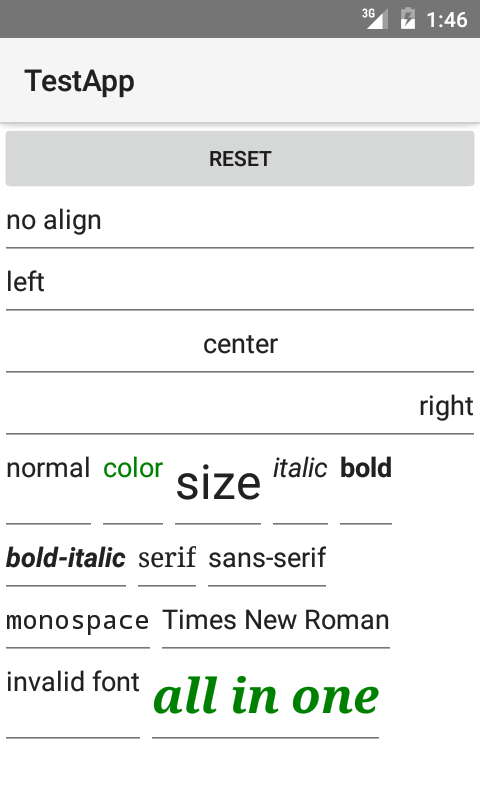 3G 1:46
TestApp
RESET
no align
left
center
right
normal color size italic bold
bold-italic serif sans-serif
monospace Times New Roman
invalid font all in one